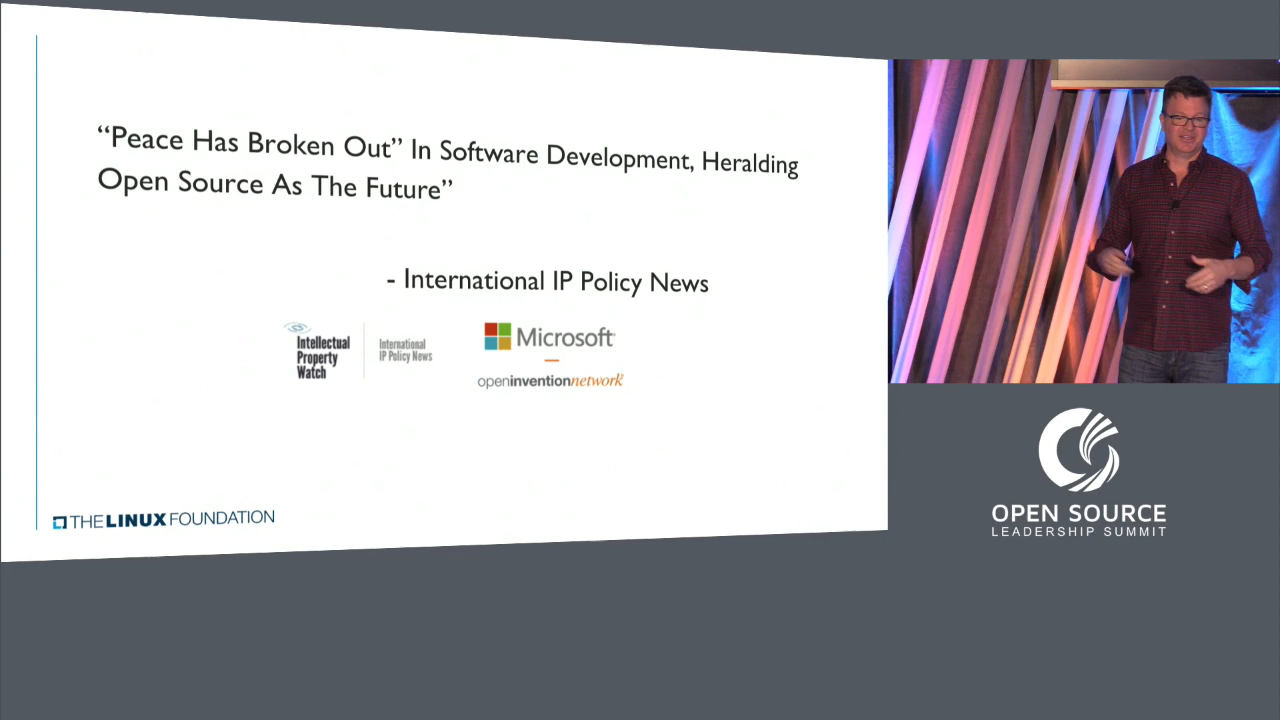 “Peace Has Broken Out” In Software Development, Heralding
Open Source As The Future”
- International IP Policy News
Intellectual
Property
Watch
International
IP Policy News
Microsoft
openinventionnetwork
THE LINUX FOUNDATION
OPEN SOURCE
LEADERSHIP SUMMIT